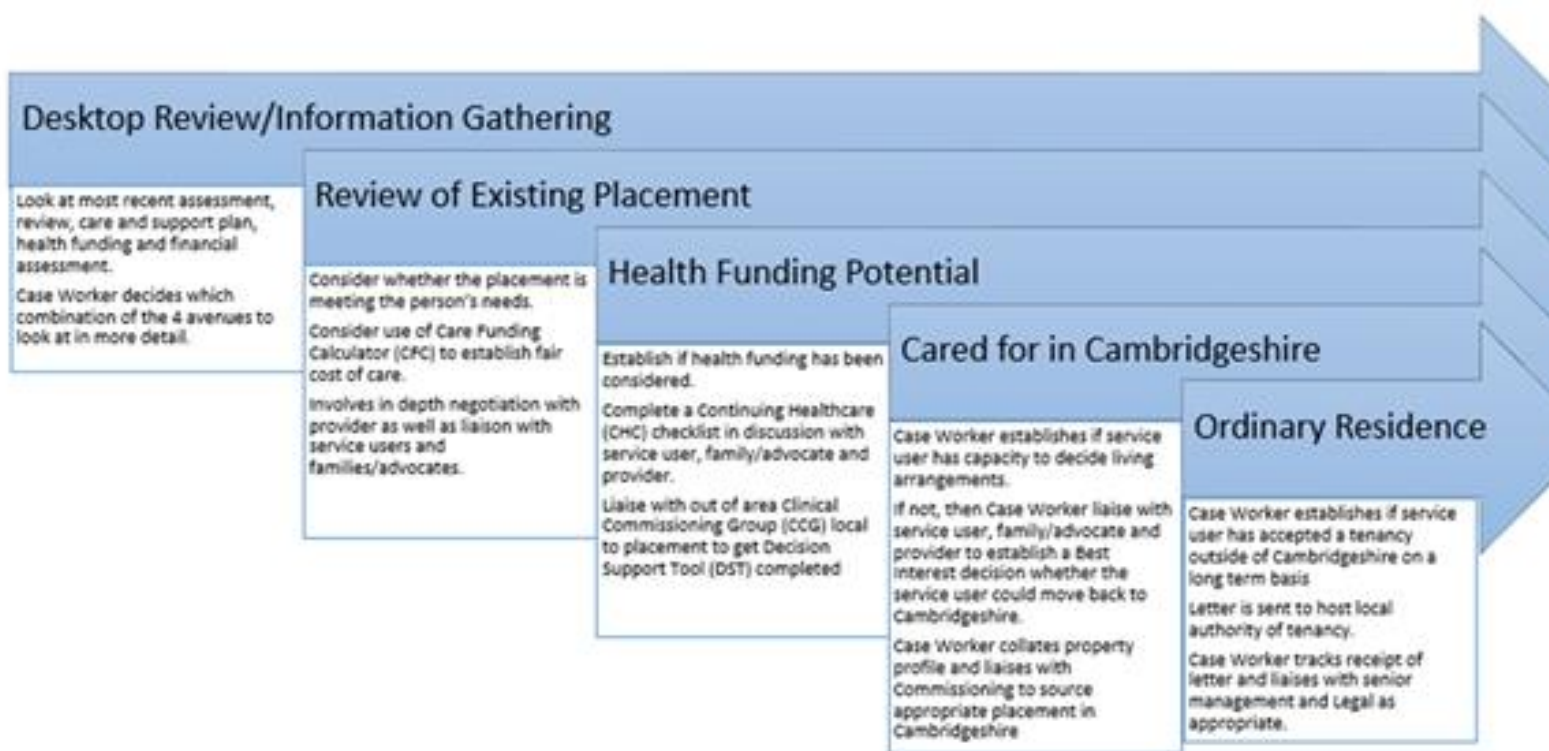 Desktop Review/Information Gathering
Look at most recent assessment,
review, care and support plan,
health funding and financial
assessment.
Case Worker decides which
combination of the 4 avenues to
look at in more detail.
Review of Existing Placement
Consider whether the placement is
meeting the person's needs.
Consider use of Care Funding
Calculator (CFC) to establish fair
cost of care.
Involves in depth negotiation with
provider as well as liaison with
service users and
families/advocates.
Health Funding Potential
Establish if health funding has been
considered.
Complete a Continuing Healthcare
(CHC) checklist in discussion with
service user, family/advocate and
provider.
Liaise with out of area Clinical
Commissioning Group (CCG) local
to placement to get Decision
Support Tool (DST) completed
Cared for in Cambridgeshire
Case Worker establishes if service
user has capacity to decide living
arrangements.
If not, then Case Worker liaise with
service user, family/advocate and
provider to establish a Best
Interest decision whether the
service user could move back to
Cambridgeshire.
Case Worker collates property
profile and liaises with
Commissioning to source
appropriate placement in
Cambridgeshire
Ordinary Residence
Case Worker establishes if service
user has accepted a tenancy
outside of Cambridgeshire on a
long term basis
Letter is sent to host local
authority of tenancy.
Case Worker tracks receipt of
letter and liaises with senior
management and Legal as
appropriate.